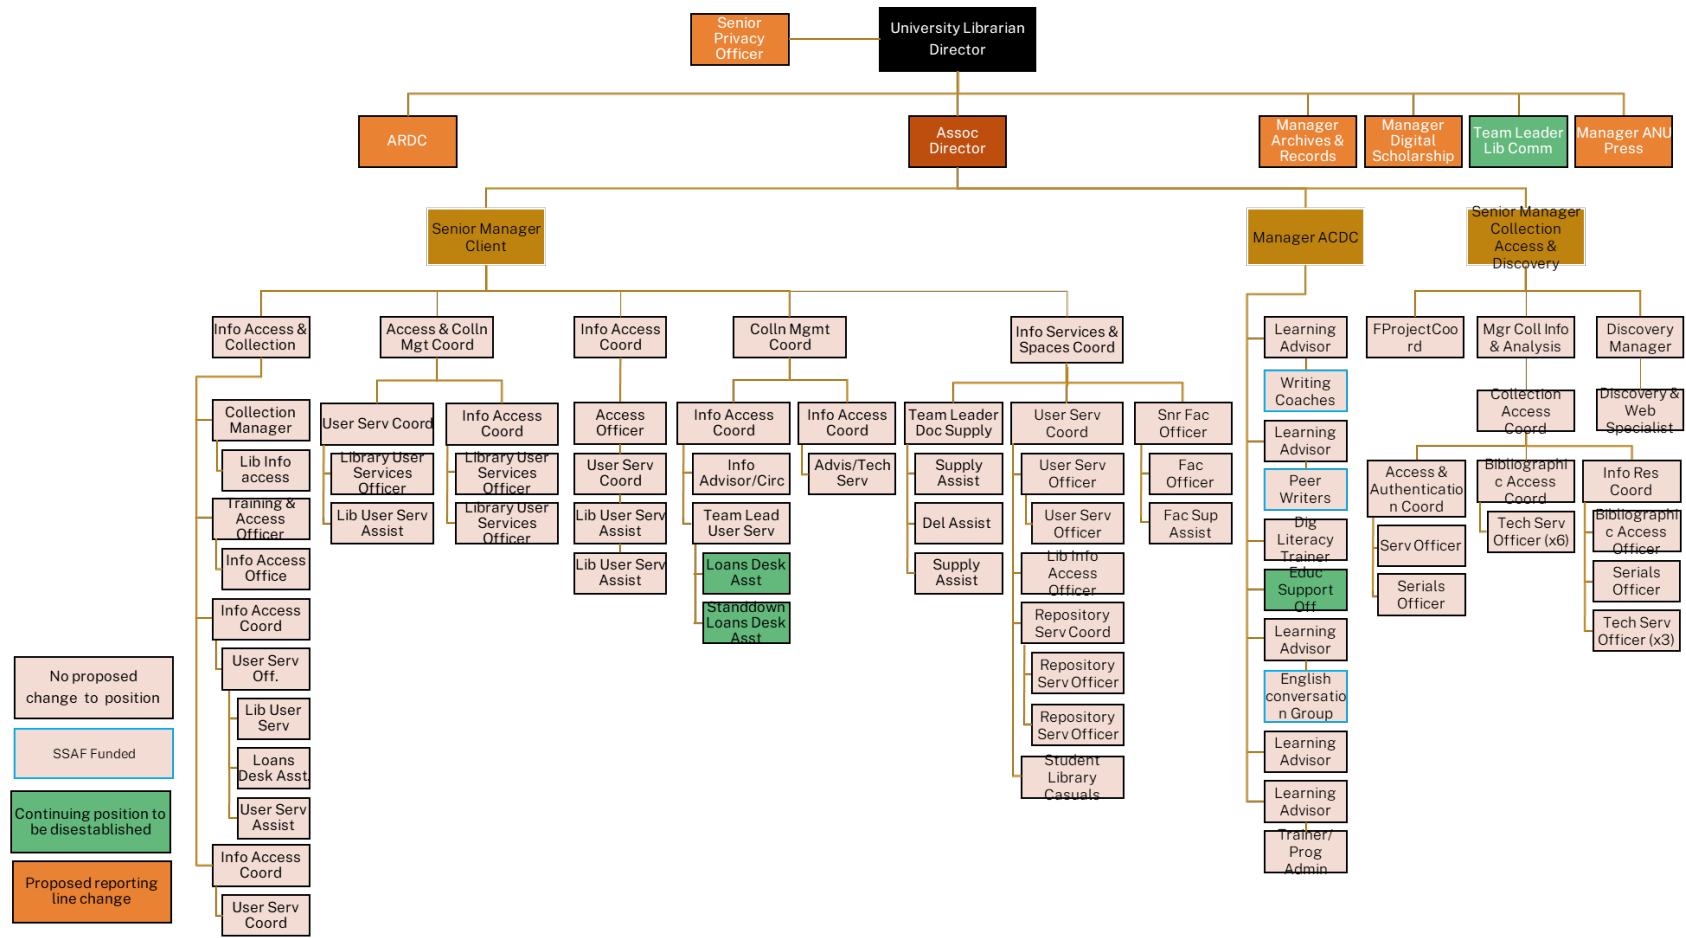 Senior
Privacy
Officer
University Librarian
Director
ARDC
Assoc
Director
Manager
Archives &
Records
Manager
Digital
Scholarship
Team Leader
Lib Comm
Manager ANU
Press
Senior Manager
Client
Manager ACDC
Senior Manager
Collection
Access &
Discovery
Info Access &
Collection
Access & Colln
Mgt Coord
Info Access
Coord
Colln Mgmt
Coord
Info Services &
Spaces Coord
Learning
Advisor
FProjectCoo
rd
Mgr Coll Info
& Analysis
Discovery
Manager
Collection
Manager
Lib Info
access
Training &
Access
Officer
Info Access
Office
Info Access
Coord
User Serv
Off.
Lib User
Serv
Loans
Desk Asst.
User Serv
Assist
Info Access
Coord
User Serv
Coord
User Serv Coord
Library User
Services
Officer
Lib User Serv
Assist
Info Access
Coord
Library User
Services
Officer
Library User
Services
Officer
Access
Officer
User Serv
Coord
Lib User Serv
Assist
Lib User Serv
Assist
Info Access
Coord
Info
Advisor/Circ
Team Lead
User Serv
Loans Desk
Asst
Standdown
Loans Desk
Asst
Info Access
Coord
Advis/Tech
Serv
Team Leader
Doc Supply
Supply
Assist
Del Assist
Supply
Assist
User Serv
Coord
User Serv
Officer
User Serv
Officer
Lib Info
Access
Officer
Repository
Serv Coord
Repository
Serv Officer
Repository
Serv Officer
Student
Library
Casuals
Snr Fac
Officer
Fac
Officer
Fac Sup
Assist
Writing
Coaches
Learning
Advisor
Peer
Writers
Dig
Literacy
Trainer
Educ
Support
Off
Learning
Advisor
English
conversatio
n Group
Learning
Advisor
Learning
Advisor
Trainer/
Prog
Admin
Collection
Access
Coord
Discovery &
Web
Specialist
Access &
Authenticatio
n Coord
Serv Officer
Serials
Officer
Bibliographi
c Access
Coord
Tech Serv
Officer (x6)
Info Res
Coord
Bibliographi
c Access
Officer
Serials
Officer
Tech Serv
Officer (x3)
No proposed
change to position
SSAF Funded
Continuing position to
be disestablished
Proposed reporting
line change